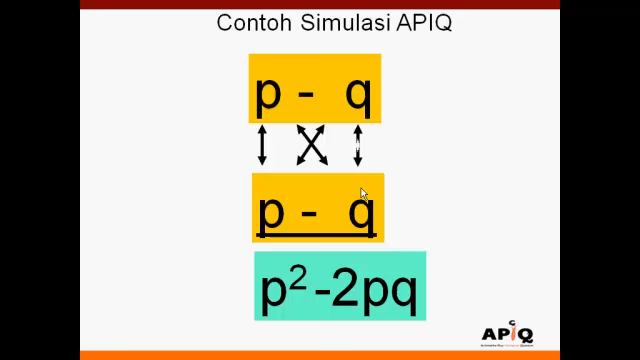 Contoh Simulasi APIQ
p - q
p - q
p² -2pq
APiQ